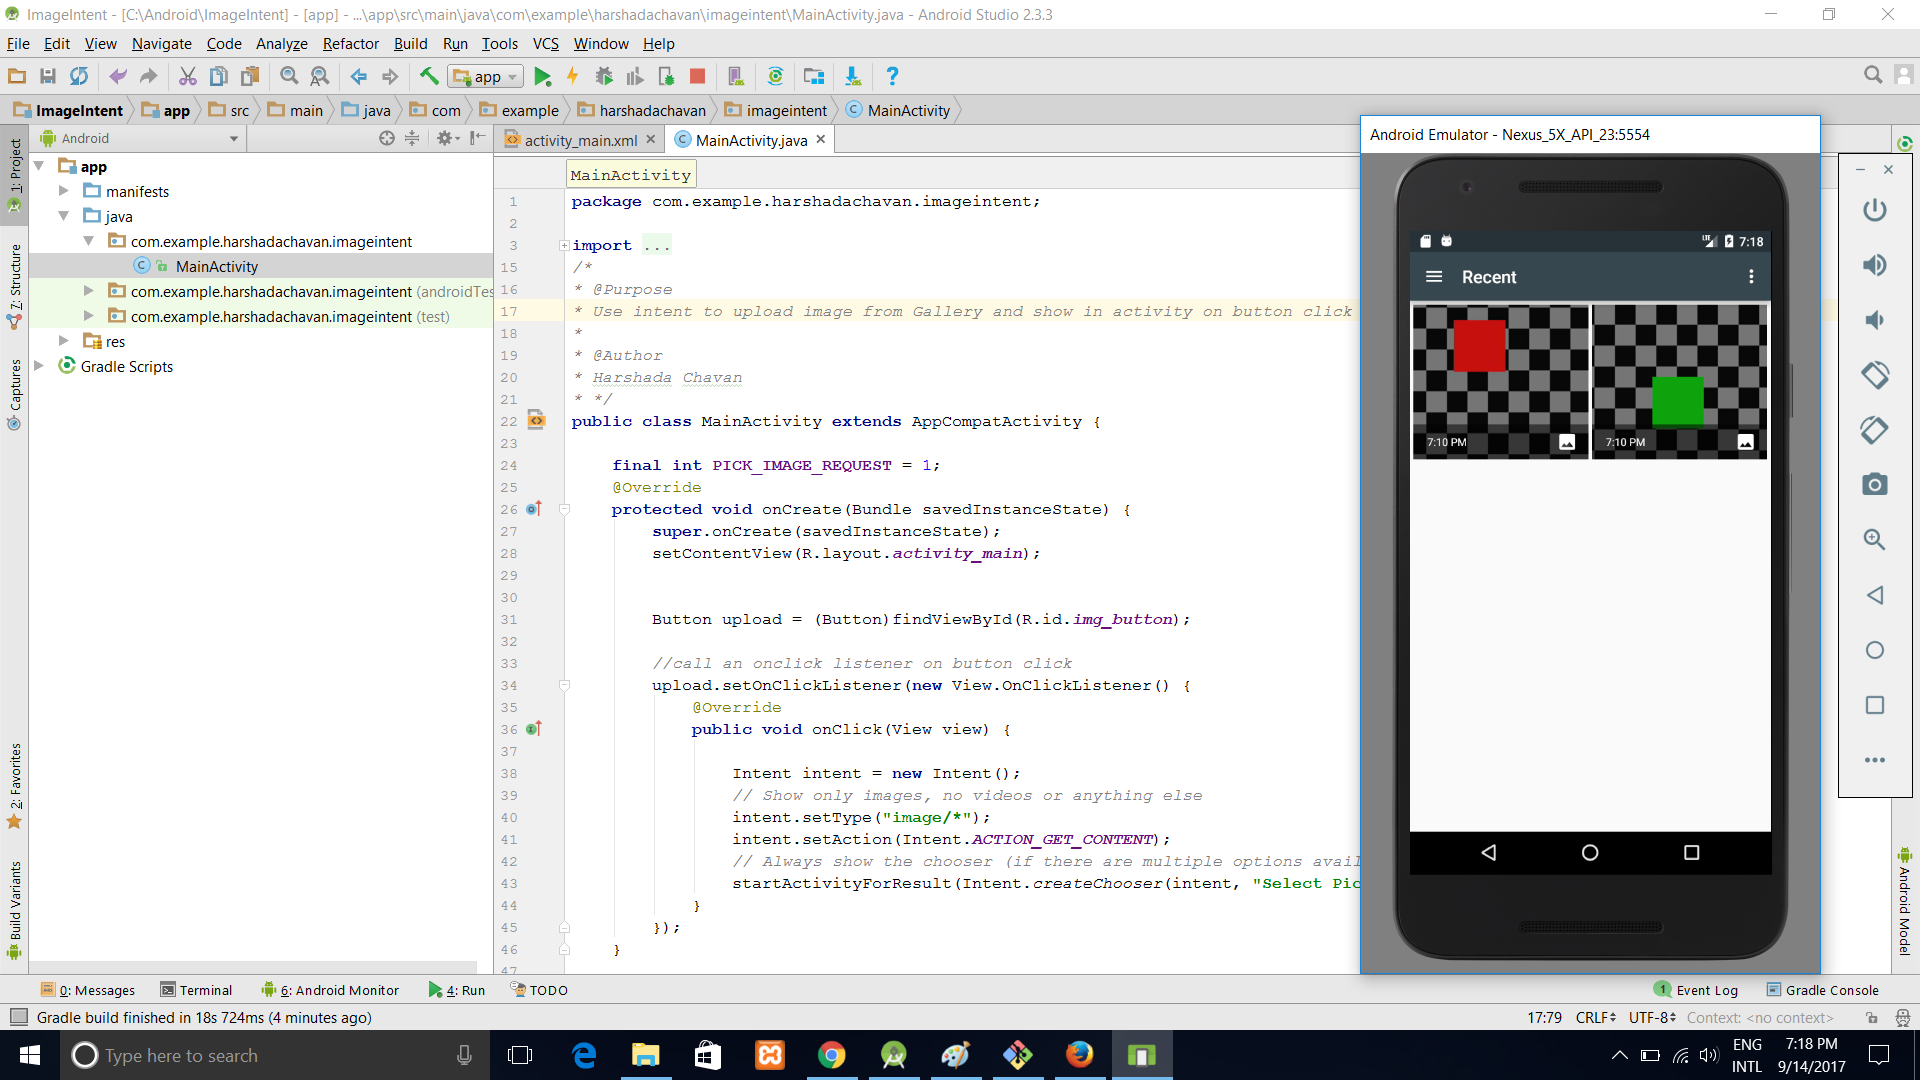 ImageIntent - [C:\Android\ImageIntent] - [app] - ...\app\src\main\java\com\example\harshadachavan\imageintent\MainActivity.java - Android Studio 2.3.3
File Edit View Navigate Code Analyze Refactor Build Run Tools VCS Window Help
app
ImageIntent app src main java com example harshadachavan imageintent MainActivity
Android
activity_main.xml MainActivity.java
1: Project
7: Structure
Captures
2: Favorites
Build Variants
app
manifests
java
com.example.harshadachavan.imageintent
MainActivity
com.example.harshadachavan.imageintent (androidTes
com.example.harshadachavan.imageintent (test)
res
Gradle Scripts
MainActivity
1 package com.example.harshadachavan.imageintent;
2
3 import ...
15 /*
16 * @Purpose
17 * Use intent to upload image from Gallery and show in activity on button click
18 *
19 * @Author
20 * Harshada Chavan
21 * */
22 public class MainActivity extends AppCompatActivity {
23
24 final int PICK_IMAGE_REQUEST = 1;
25 @Override
26 protected void onCreate(Bundle savedInstanceState) {
27 super.onCreate(savedInstanceState);
28 setContentView(R.layout.activity_main);
29
30
31 Button upload = (Button)findViewById(R.id.img_button);
32
33 //call an onclick listener on button click
34 upload.setOnClickListener(new View.OnClickListener() {
35 @Override
36 public void onClick(View view) {
37
38 Intent intent = new Intent();
39 // Show only images, no videos or anything else
40 intent.setType("image/*");
41 intent.setAction(Intent.ACTION_GET_CONTENT);
42 // Always show the chooser (if there are multiple options avail
43 startActivityForResult(Intent.createChooser(intent, "Select Pic
44 }
45 });
46 }
47
Android Emulator - Nexus_5X_API_23:5554
LTE 7:18
Recent
7:10 PM 7:10 PM
Android Model
0: Messages Terminal 6: Android Monitor 4: Run TODO 1 Event Log Gradle Console
Gradle build finished in 18s 724ms (4 minutes ago) 17:79 CRLF UTF-8 Context: <no context>
Type here to search
ENG
INTL
7:18 PM
9/14/2017